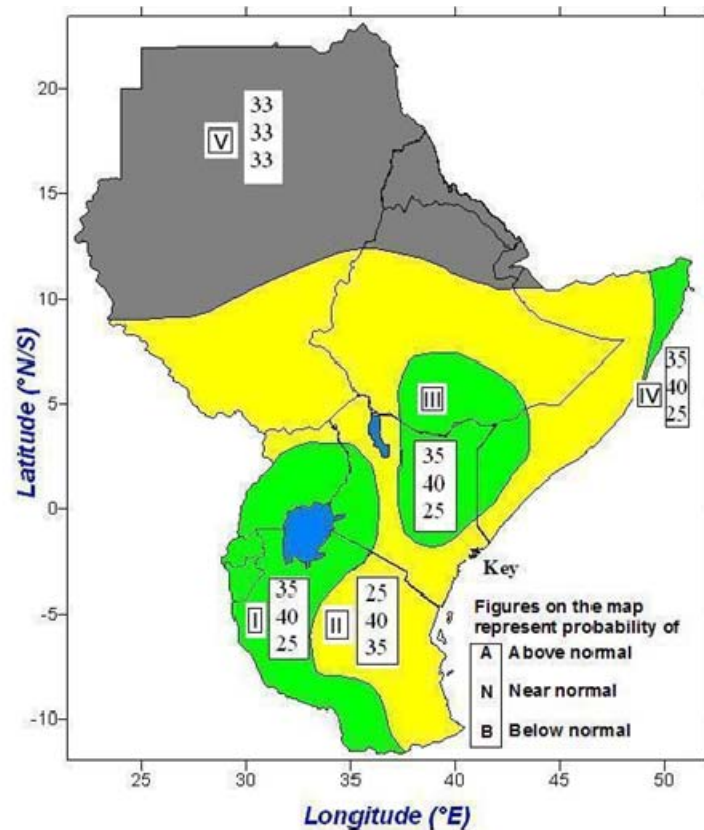 20
15
10
5
0
-5
-10
Latitude (°N/S)
V
33
33
33
III
35
40
25
IV
35
40
25
I
35
40
25
II
25
40
35
Key
Figures on the map
represent probability of
A Above normal
N Near normal
B Below normal
25 30 35 40 45 50
Longitude (°E)